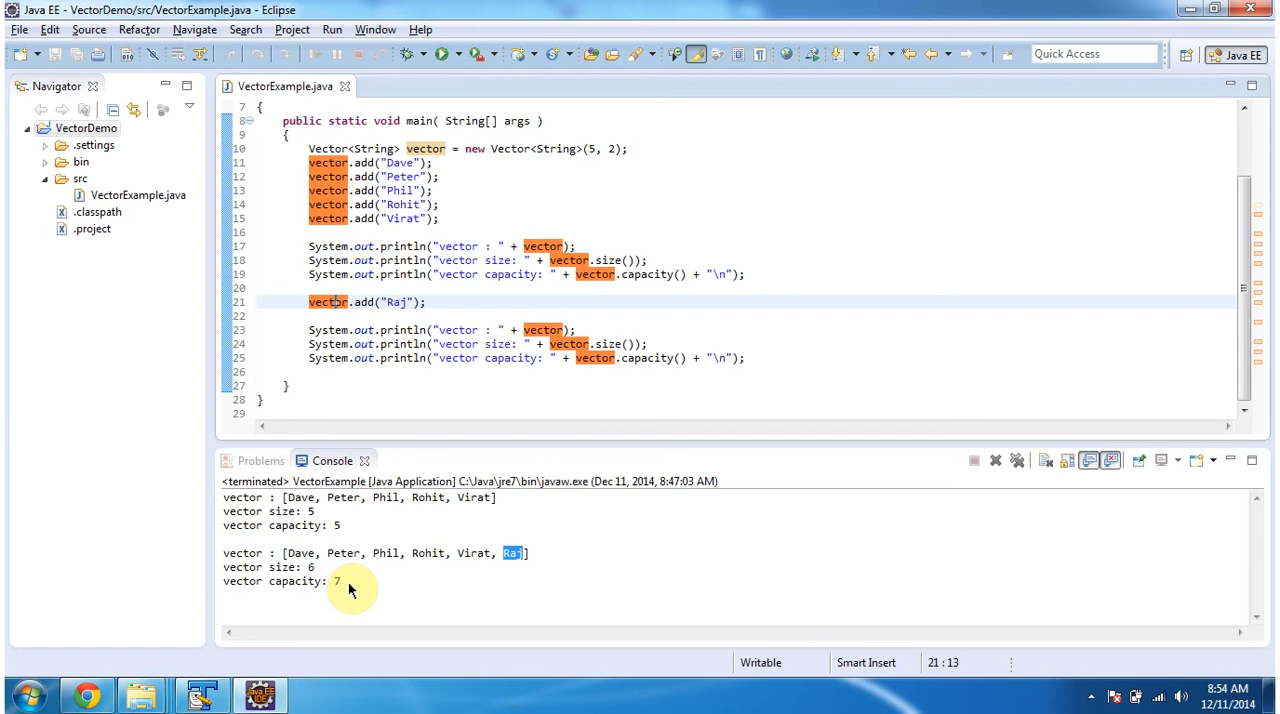 Java EE - VectorDemo/src/VectorExample.java - Eclipse
File Edit Source Refactor Navigate Search Project Run Window Help
Quick Access Java EE
Navigator
VectorExample.java
VectorDemo
.settings
bin
src
VectorExample.java
.classpath
.project
7 {
8 public static void main( String[] args )
9 {
10 Vector<String> vector = new Vector<String>(5, 2);
11 vector.add("Dave");
12 vector.add("Peter");
13 vector.add("Phil");
14 vector.add("Rohit");
15 vector.add("Virat");
16
17 System.out.println("vector : " + vector);
18 System.out.println("vector size: " + vector.size());
19 System.out.println("vector capacity: " + vector.capacity() + "\n");
20
21 vector.add("Raj");
22
23 System.out.println("vector : " + vector);
24 System.out.println("vector size: " + vector.size());
25 System.out.println("vector capacity: " + vector.capacity() + "\n");
26
27 }
28 }
29
Problems Console
<terminated> VectorExample [Java Application] C:\Java\jre7\bin\javaw.exe (Dec 11, 2014, 8:47:03 AM)
vector : [Dave, Peter, Phil, Rohit, Virat]
vector size: 5
vector capacity: 5
vector : [Dave, Peter, Phil, Rohit, Virat, Raj]
vector size: 6
vector capacity: 7
Writable Smart Insert 21 : 13
Java EE
IDE
8:54 AM
12/11/2014